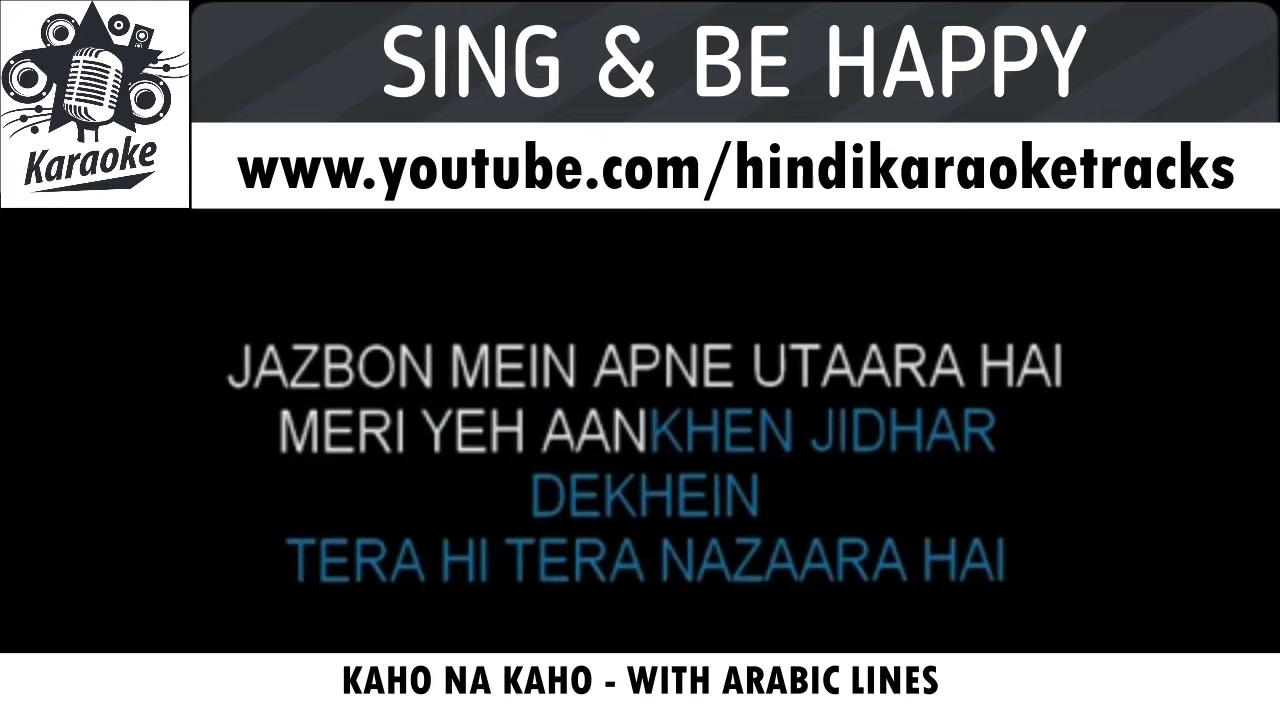 SING & BE HAPPY
Karaoke
www.youtube.com/hindikaraoketracks
JAZBON MEIN APNE UTAARA HAI
MERI YEH AANKHEN JIDHAR
DEKHEIN
TERA HI TERA NAZAARA HAI
KAHO NA KAHO - WITH ARABIC LINES